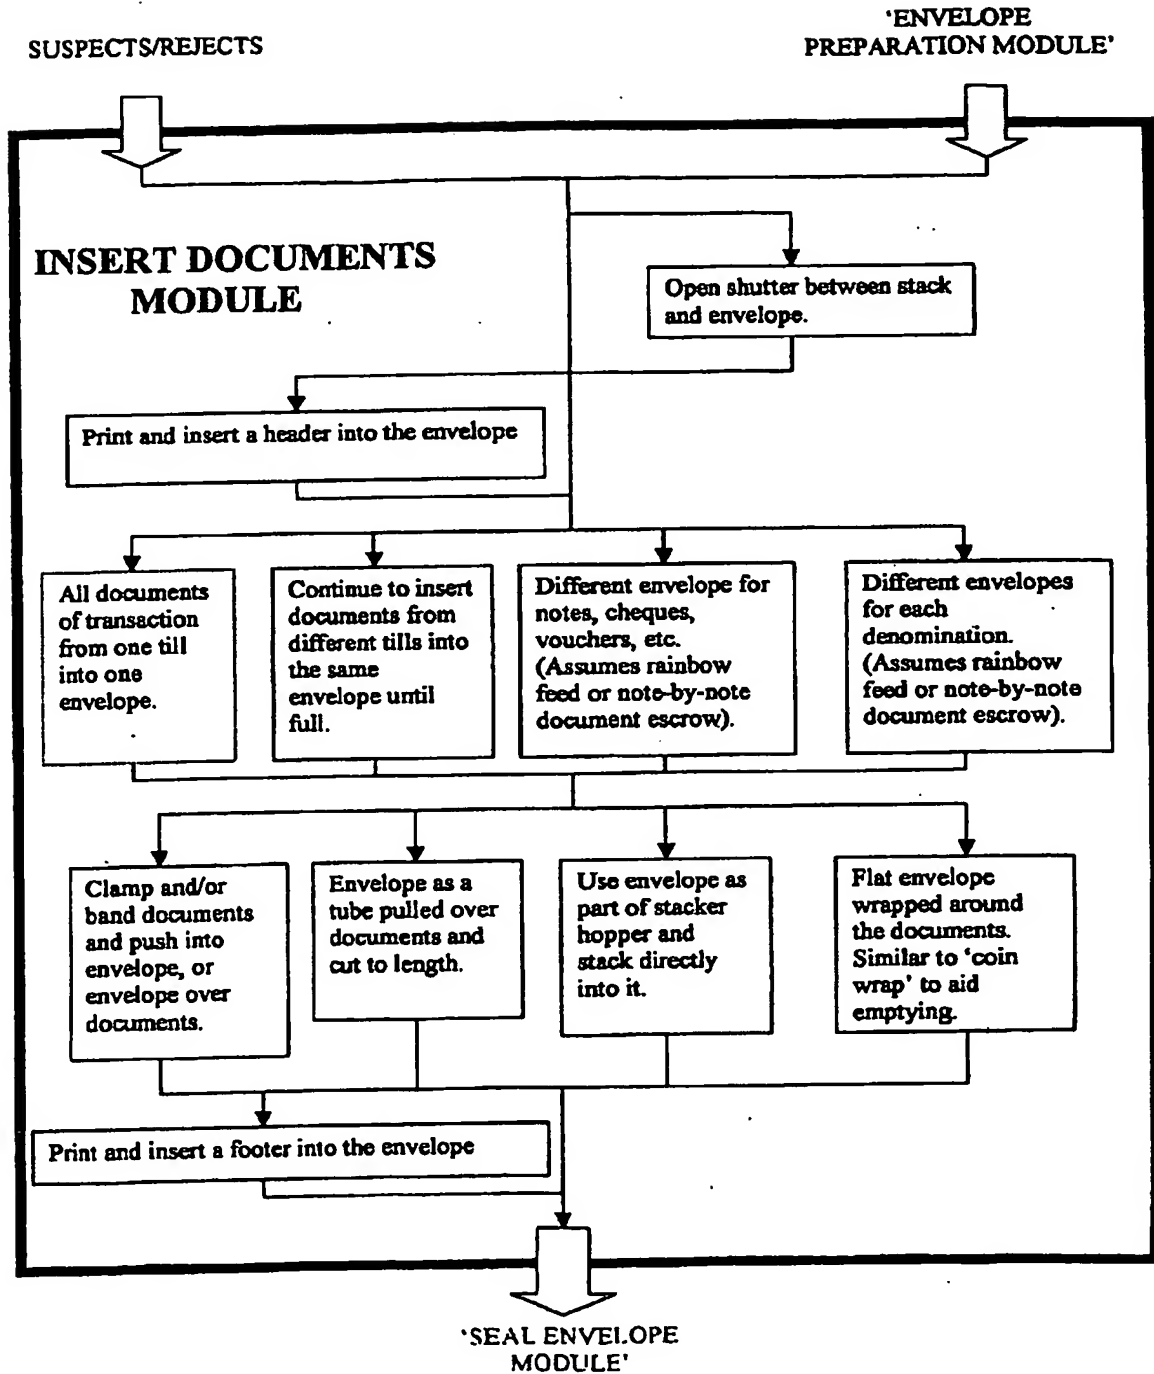 SUSPECTS/REJECTS
'ENVELOPE
PREPARATION MODULE'
INSERT DOCUMENTS
MODULE
Open shutter between stack
and envelope.
Print and insert a header into the envelope
All documents
of transaction
from one till
into one
envelope.
Continue to insert
documents from
different tills into
the same
envelope until
full.
Different envelope for
notes, cheques,
vouchers, etc.
(Assumes rainbow
feed or note-by-note
document escrow).
Different envelopes
for each
denomination.
(Assumes rainbow
feed or note-by-note
document escrow).
Clamp and/or
band documents
and push into
envelope, or
envelope over
documents.
Envelope as a
tube pulled over
documents and
cut to length.
Use envelope as
part of stacker
hopper and
stack directly
into it.
Flat envelope
wrapped around
the documents.
Similar to 'coin
wrap' to aid
emptying.
Print and insert a footer into the envelope
'SEAL ENVELOPE
MODULE'